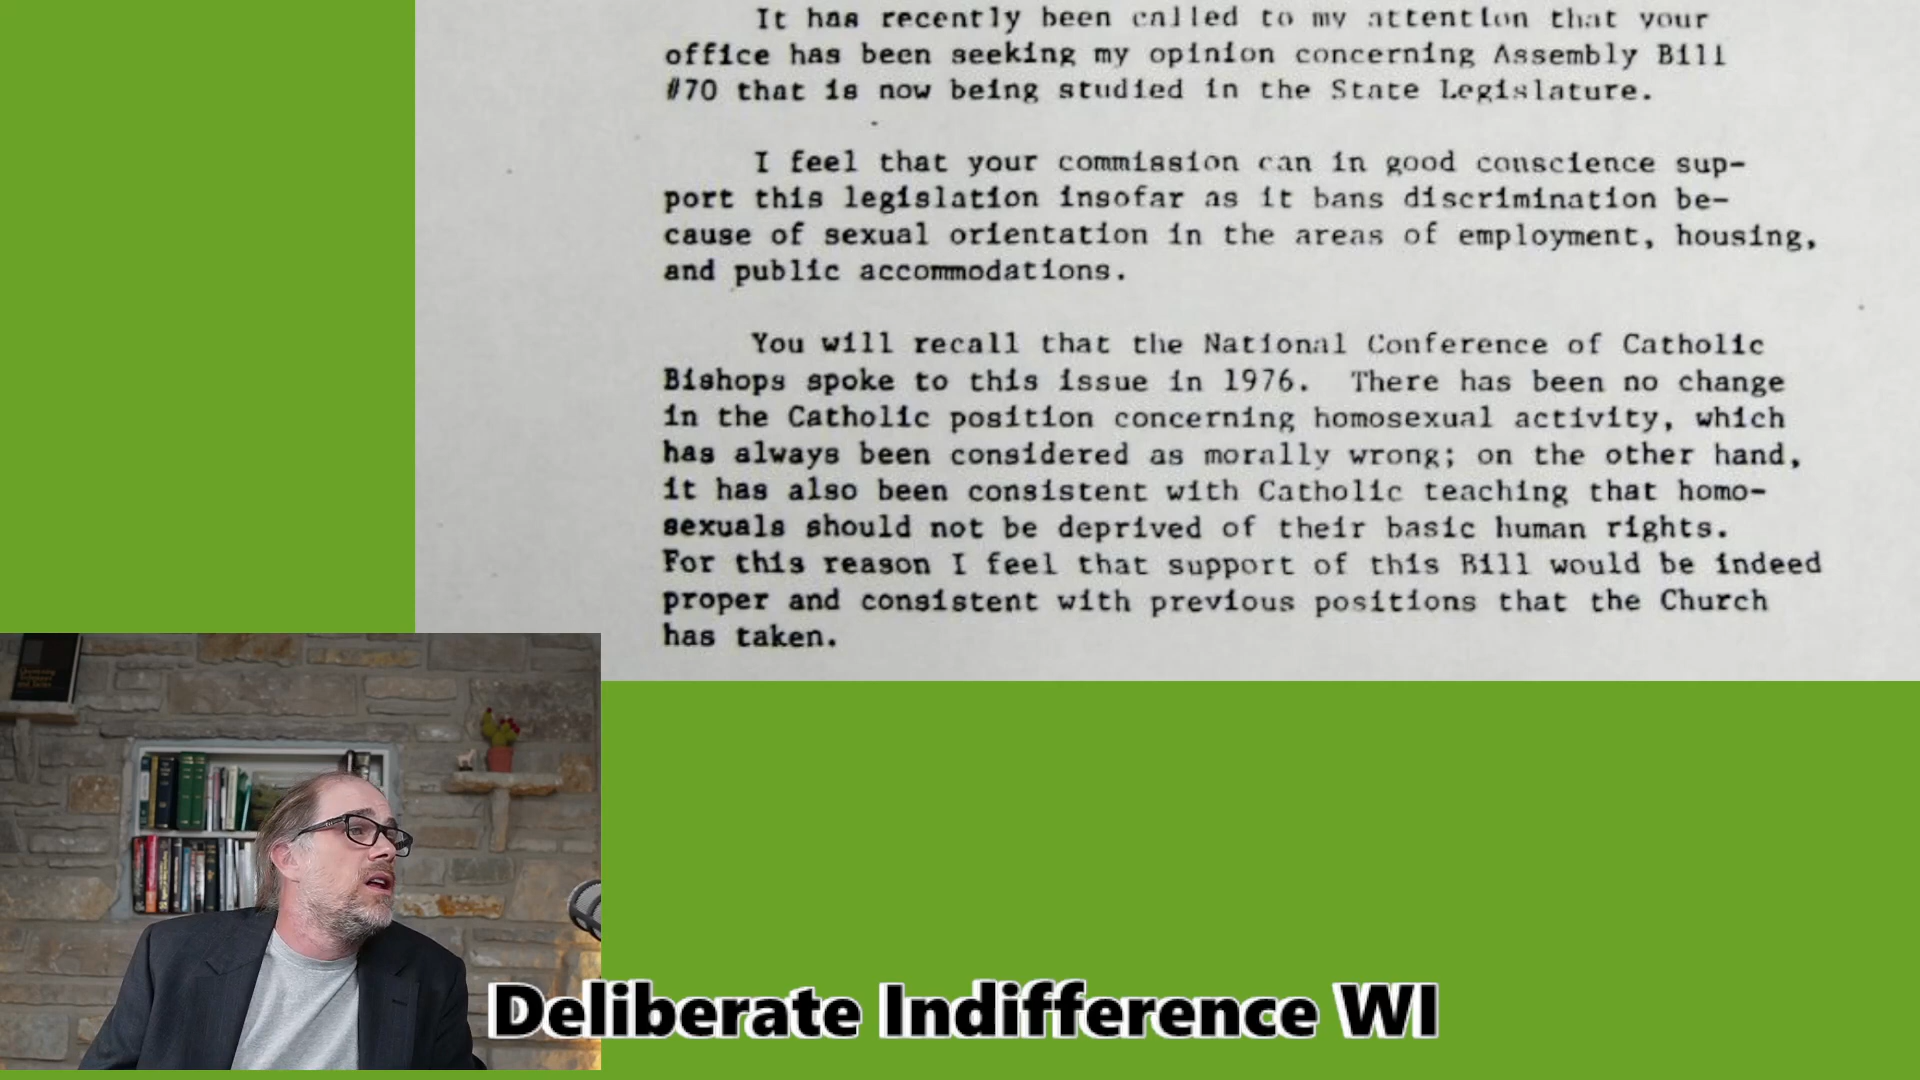 It has recently been called to my attention that your
office has been seeking my opinion concerning Assembly Bill
#70 that is now being studied in the State Legislature.
I feel that your commission can in good conscience sup-
port this legislation insofar as it bans discrimination be-
cause of sexual orientation in the areas of employment, housing,
and public accommodations.
You will recall that the National Conference of Catholic
Bishops spoke to this issue in 1976. There has been no change
in the Catholic position concerning homosexual activity, which
has always been considered as morally wrong; on the other hand,
it has also been consistent with Catholic teaching that homo-
sexuals should not be deprived of their basic human rights.
For this reason I feel that support of this Bill would be indeed
proper and consistent with previous positions that the Church
has taken.
Deliberate Indifference WI